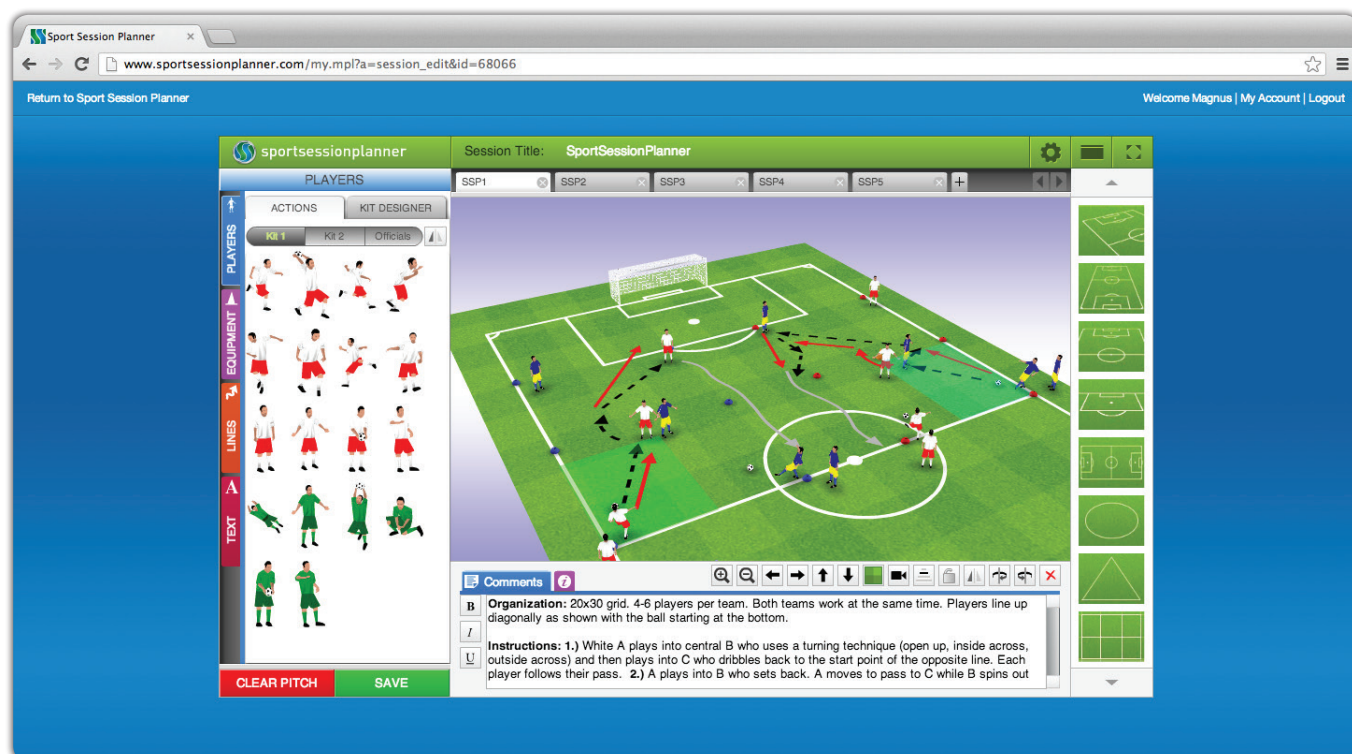 Sport Session Planner
www.sportsessionplanner.com/my.mpl?a=session_edit&id=68066
Return to Sport Session Planner
Welcome Magnus | My Account | Logout
sportsessionplanner
Session Title: SportSessionPlanner
PLAYERS
SSP1 SSP2 SSP3 SSP4 SSP5 +
ACTIONS KIT DESIGNER
Kit 1 Kit 2 Officials
PLAYERS
EQUIPMENT
LINES
A TEXT
Comments i
B
I
U
Organization: 20x30 grid. 4-6 players per team. Both teams work at the same time. Players line up
diagonally as shown with the ball starting at the bottom.
Instructions: 1.) White A plays into central B who uses a turning technique (open up, inside across,
outside across) and then plays into C who dribbles back to the start point of the opposite line. Each
player follows their pass. 2.) A plays into B who sets back. A moves to pass to C while B spins out
CLEAR PITCH SAVE